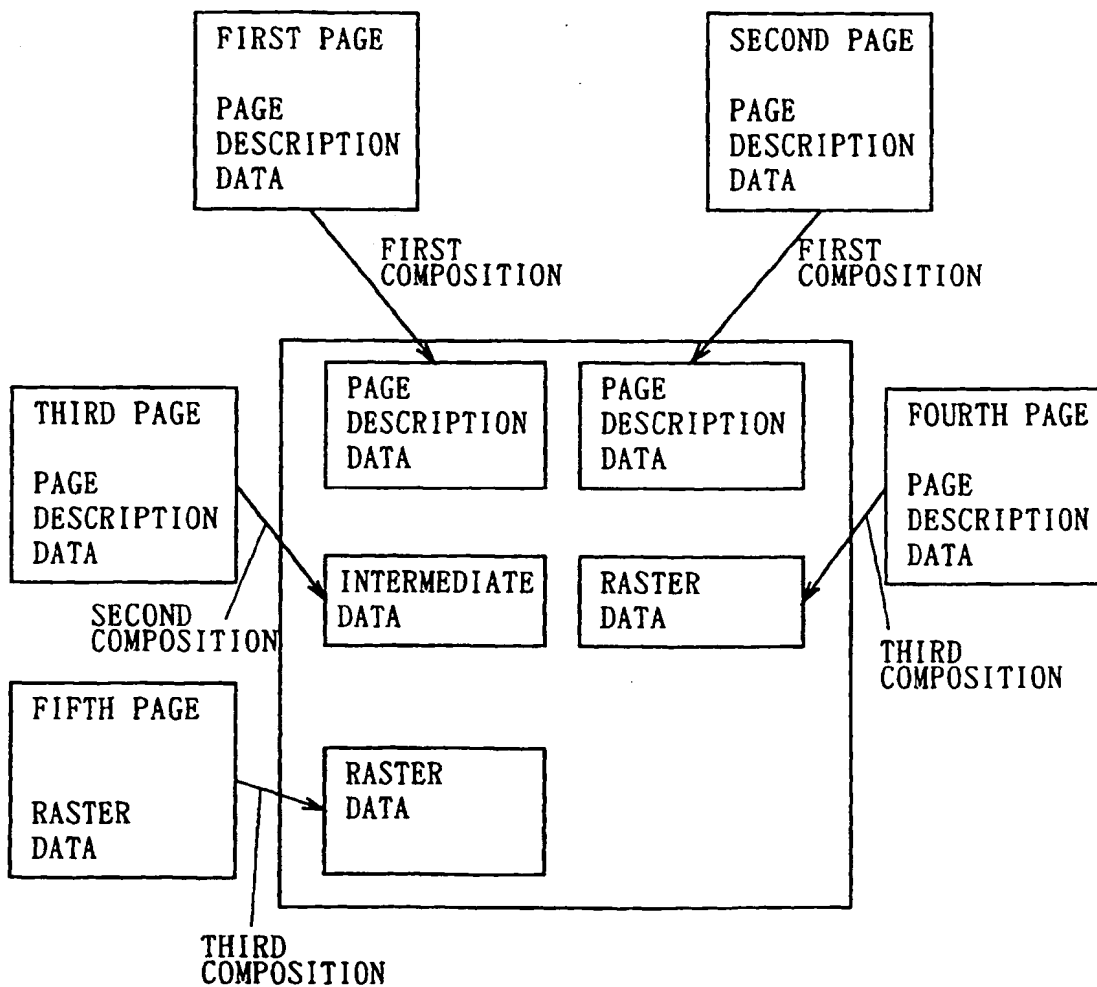 FIRST PAGE
PAGE
DESCRIPTION
DATA
SECOND PAGE
PAGE
DESCRIPTION
DATA
FIRST
COMPOSITION
FIRST
COMPOSITION
THIRD PAGE
PAGE
DESCRIPTION
DATA
PAGE
DESCRIPTION
DATA
PAGE
DESCRIPTION
DATA
FOURTH PAGE
PAGE
DESCRIPTION
DATA
SECOND
COMPOSITION
INTERMEDIATE
DATA
RASTER
DATA
THIRD
COMPOSITION
FIFTH PAGE
RASTER
DATA
RASTER
DATA
THIRD
COMPOSITION